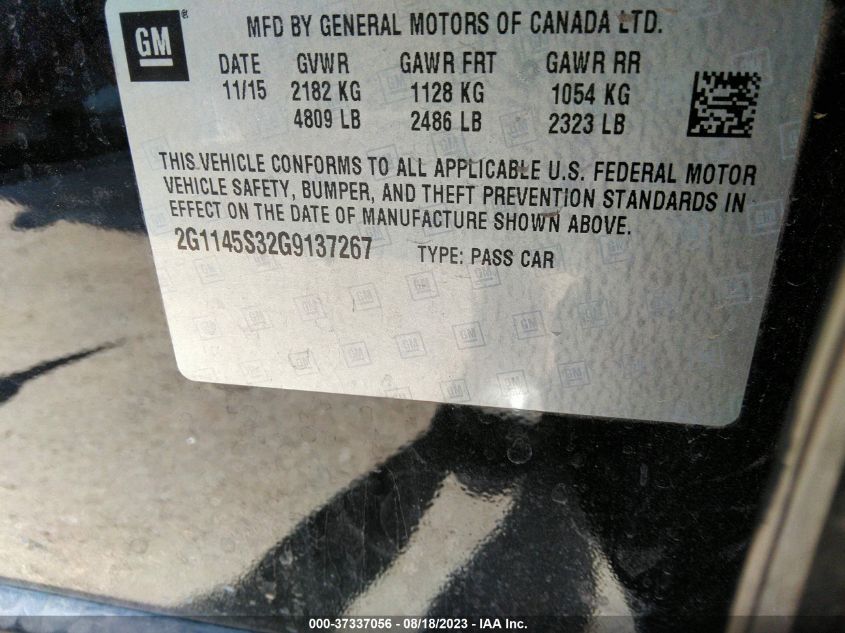 GM
MFD BY GENERAL MOTORS OF CANADA LTD.
DATE GVWR GAWR FRT GAWR RR
11/15 2182 KG 1128 KG 1054 KG
4809 LB 2486 LB 2323 LB
THIS VEHICLE CONFORMS TO ALL APPLICABLE U.S. FEDERAL MOTOR
VEHICLE SAFETY, BUMPER, AND THEFT PREVENTION STANDARDS IN
EFFECT ON THE DATE OF MANUFACTURE SHOWN ABOVE.
2G1145S32G9137267 TYPE: PASS CAR
000-37337056 - 08/18/2023 - IAA Inc.